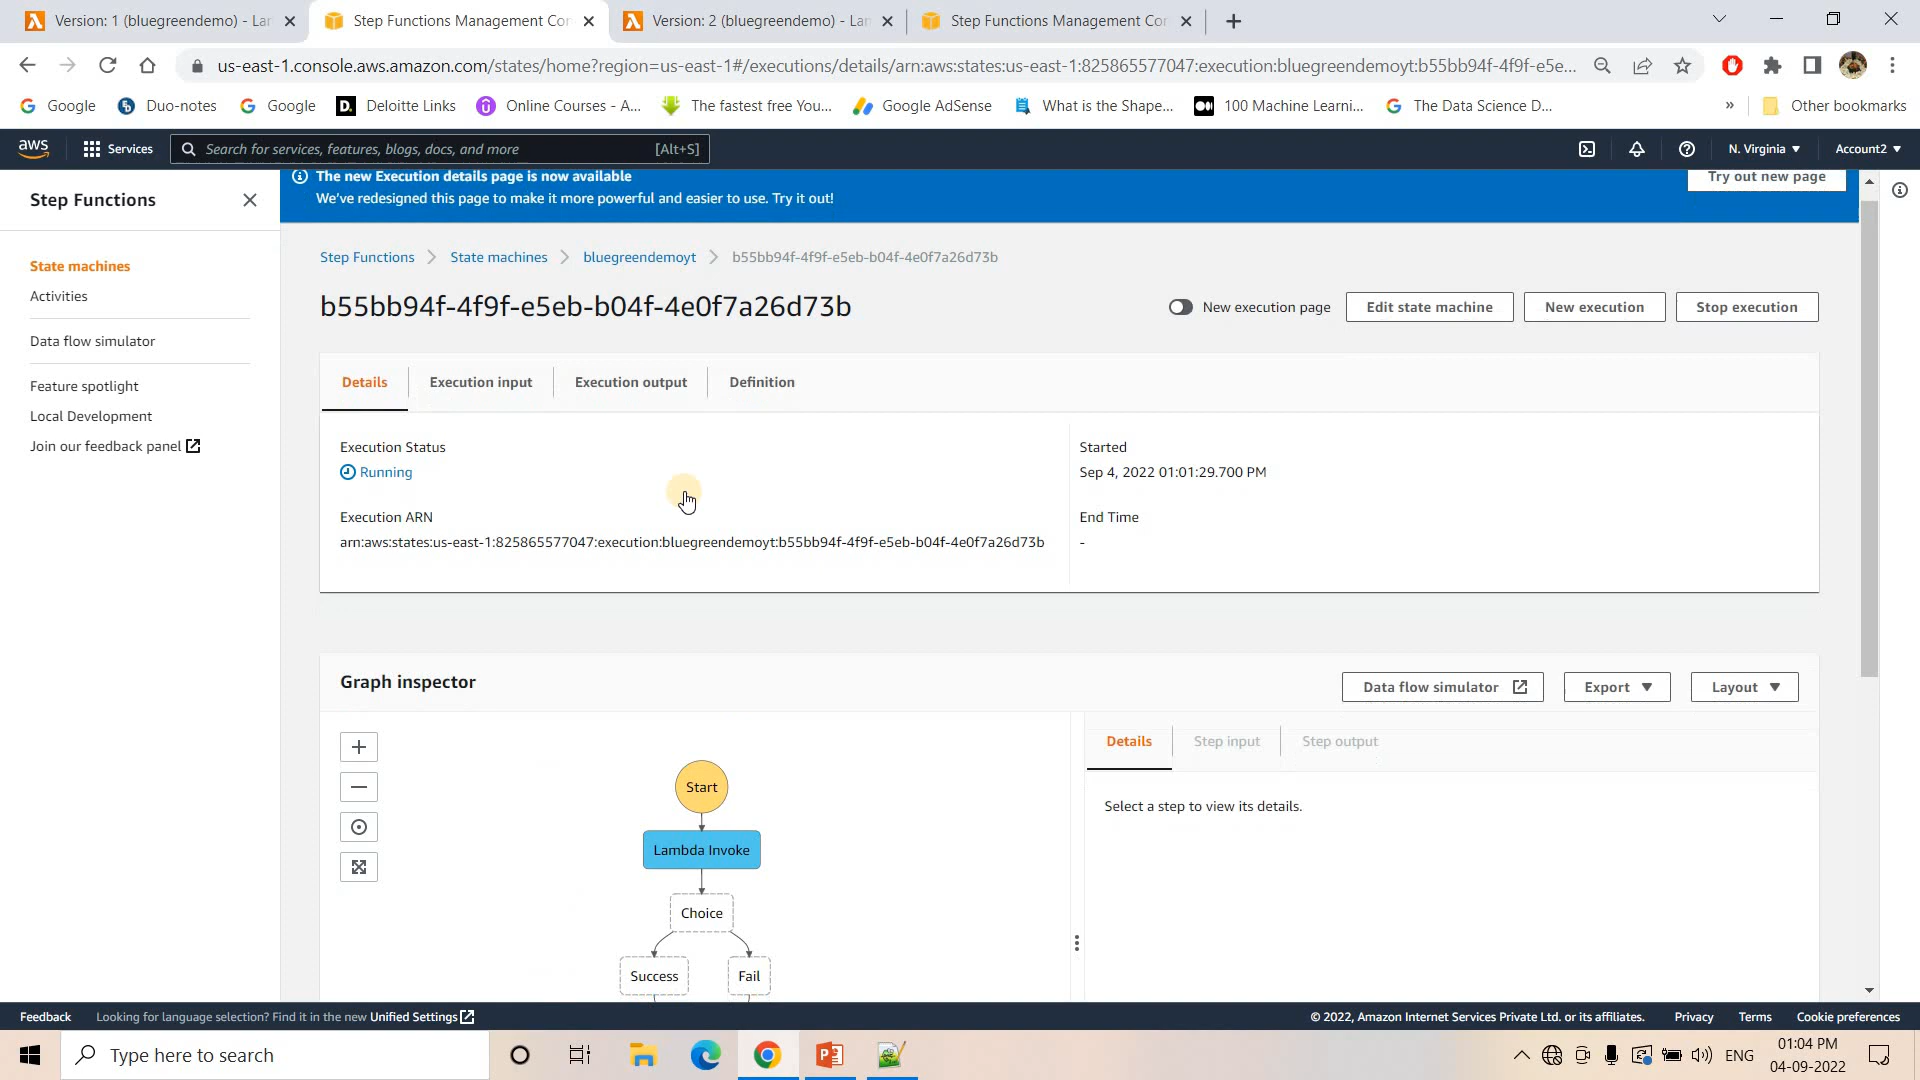 Version: 1 (bluegreendemo) - La
Step Functions Management Con
Version: 2 (bluegreendemo) - La
Step Functions Management Co
us-east-1.console.aws.amazon.com/states/home?region=us-east-1#/executions/details/arn:aws:states:us-east-1:825865577047:execution:bluegreendemoyt:b55bb94f-4f9f-e5e...
Google
Duo-notes
Google
Deloitte Links
Online Courses - A...
The fastest free You...
Google AdSense
What is the Shape...
100 Machine Learni...
The Data Science D...
»
Other bookmarks
aws
Services
Search for services, features, blogs, docs, and more
[Alt+S]
N. Virginia
Account2
Step Functions
State machines
Activities
Data flow simulator
Feature spotlight
Local Development
Join our feedback panel
The new Execution details page is now available
We've redesigned this page to make it more powerful and easier to use. Try it out!
Try out new page
Step Functions
State machines
bluegreendemoyt
b55bb94f-4f9f-e5eb-b04f-4e0f7a26d73b
b55bb94f-4f9f-e5eb-b04f-4e0f7a26d73b
New execution page
Edit state machine
New execution
Stop execution
Details
Execution input
Execution output
Definition
Execution Status
Running
Execution ARN
arn:aws:states:us-east-1:825865577047:execution:bluegreendemoyt:b55bb94f-4f9f-e5eb-b04f-4e0f7a26d73b
Started
Sep 4, 2022 01:01:29.700 PM
End Time
-
Graph inspector
Data flow simulator
Export
Layout
Start
Lambda Invoke
Choice
Success
Fail
Details
Step input
Step output
Select a step to view its details.
Feedback
Looking for language selection? Find it in the new Unified Settings
© 2022, Amazon Internet Services Private Ltd. or its affiliates.
Privacy
Terms
Cookie preferences
Type here to search
ENG
01:04 PM
04-09-2022